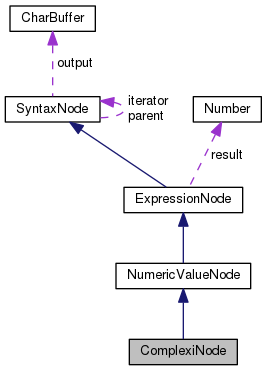 CharBuffer
output
SyntaxNode
iterator
parent
Number
result
ExpressionNode
NumericValueNode
ComplexiNode